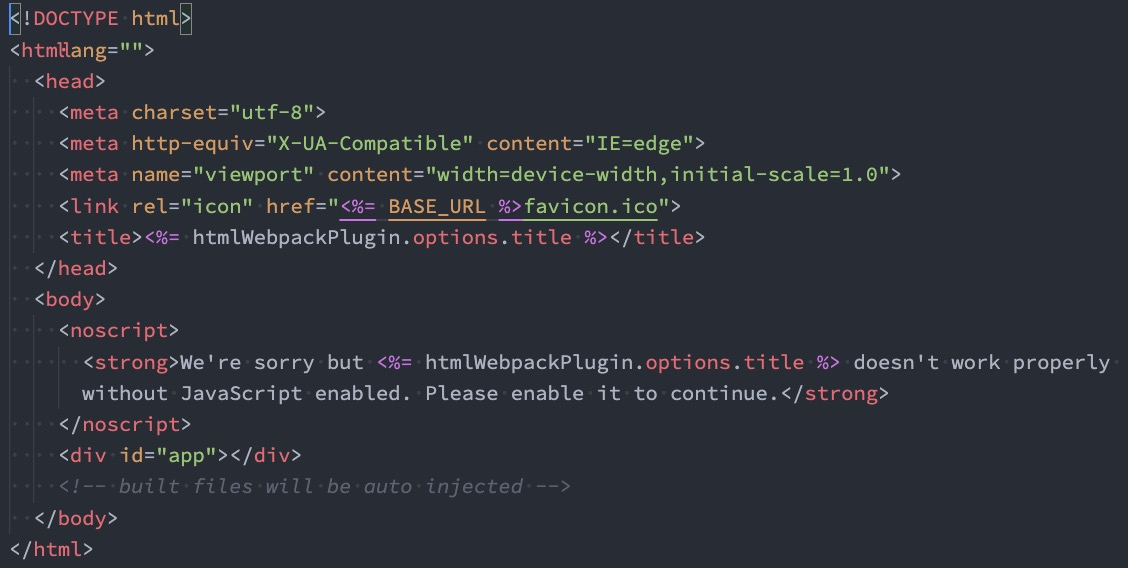 <!DOCTYPE html>
<html lang="">
  <head>
    <meta charset="utf-8">
    <meta http-equiv="X-UA-Compatible" content="IE=edge">
    <meta name="viewport" content="width=device-width,initial-scale=1.0">
    <link rel="icon" href="<%= BASE_URL %>favicon.ico">
    <title><%= htmlWebpackPlugin.options.title %></title>
  </head>
  <body>
    <noscript>
      <strong>We're sorry but <%= htmlWebpackPlugin.options.title %> doesn't work properly
      without JavaScript enabled. Please enable it to continue.</strong>
    </noscript>
    <div id="app"></div>
    <!-- built files will be auto injected -->
  </body>
</html>